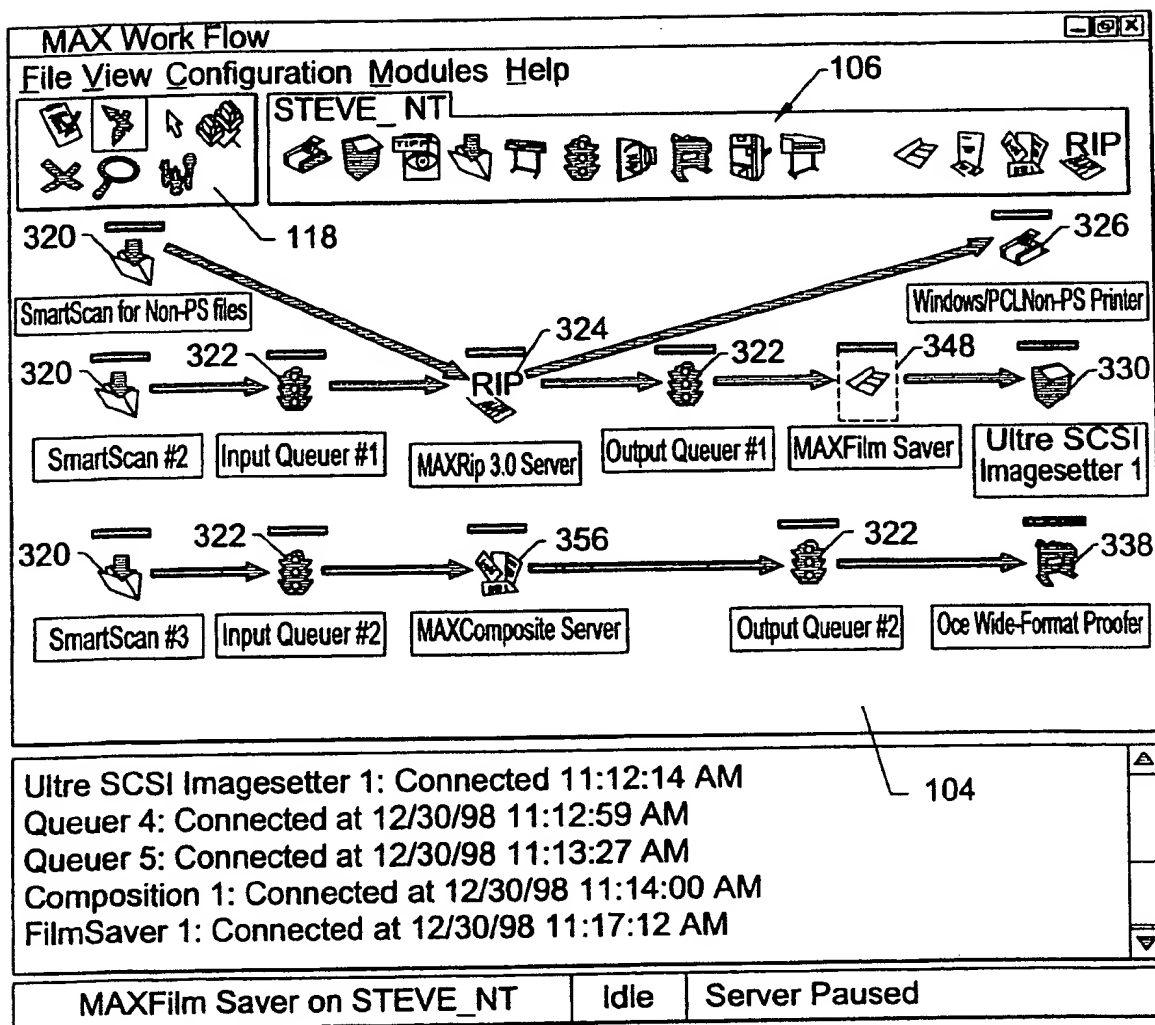 MAX Work Flow
File View Configuration Modules Help
106
STEVE_NT
TIFF
RIP
118
320
326
SmartScan for Non-PS files
Windows/PCLNon-PS Printer
324
320
322
RIP
322
348
330
SmartScan #2
Input Queuer #1
MAXRip 3.0 Server
Output Queuer #1
MAXFilm Saver
Ultre SCSI
Imagesetter 1
320
322
356
322
338
SmartScan #3
Input Queuer #2
MAXComposite Server
Output Queuer #2
Oce Wide-Format Proofer
104
Ultre SCSI Imagesetter 1: Connected 11:12:14 AM
Queuer 4: Connected at 12/30/98 11:12:59 AM
Queuer 5: Connected at 12/30/98 11:13:27 AM
Composition 1: Connected at 12/30/98 11:14:00 AM
FilmSaver 1: Connected at 12/30/98 11:17:12 AM
MAXFilm Saver on STEVE_NT
Idle
Server Paused